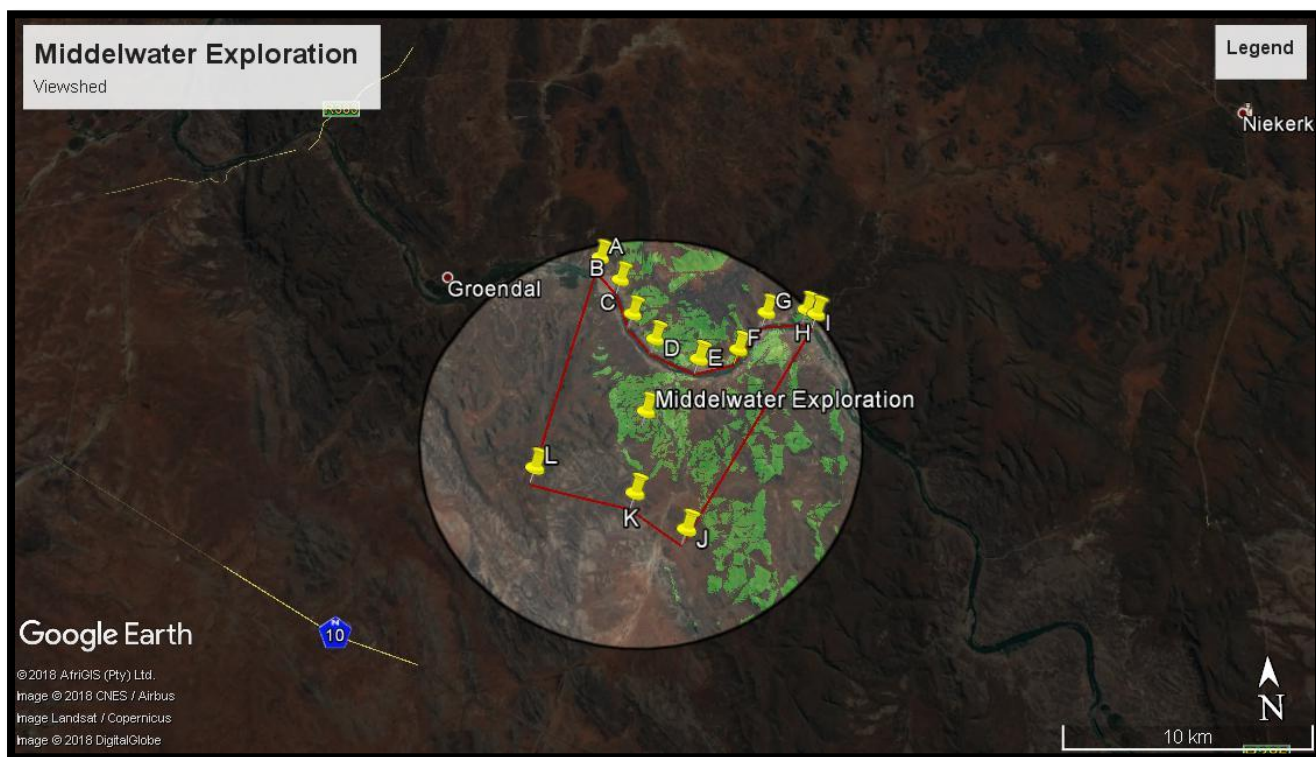 Middelwater Exploration
Viewshed
Legend
R383
Niekerk
A
B
Groendal
C
G
H
I
F
D
E
Middelwater Exploration
L
K
J
Google Earth
N
10
©2018 AfriGIS (Pty) Ltd.
Image © 2018 CNES / Airbus
Image Landsat / Copernicus
Image © 2018 DigitalGlobe
N
10 km